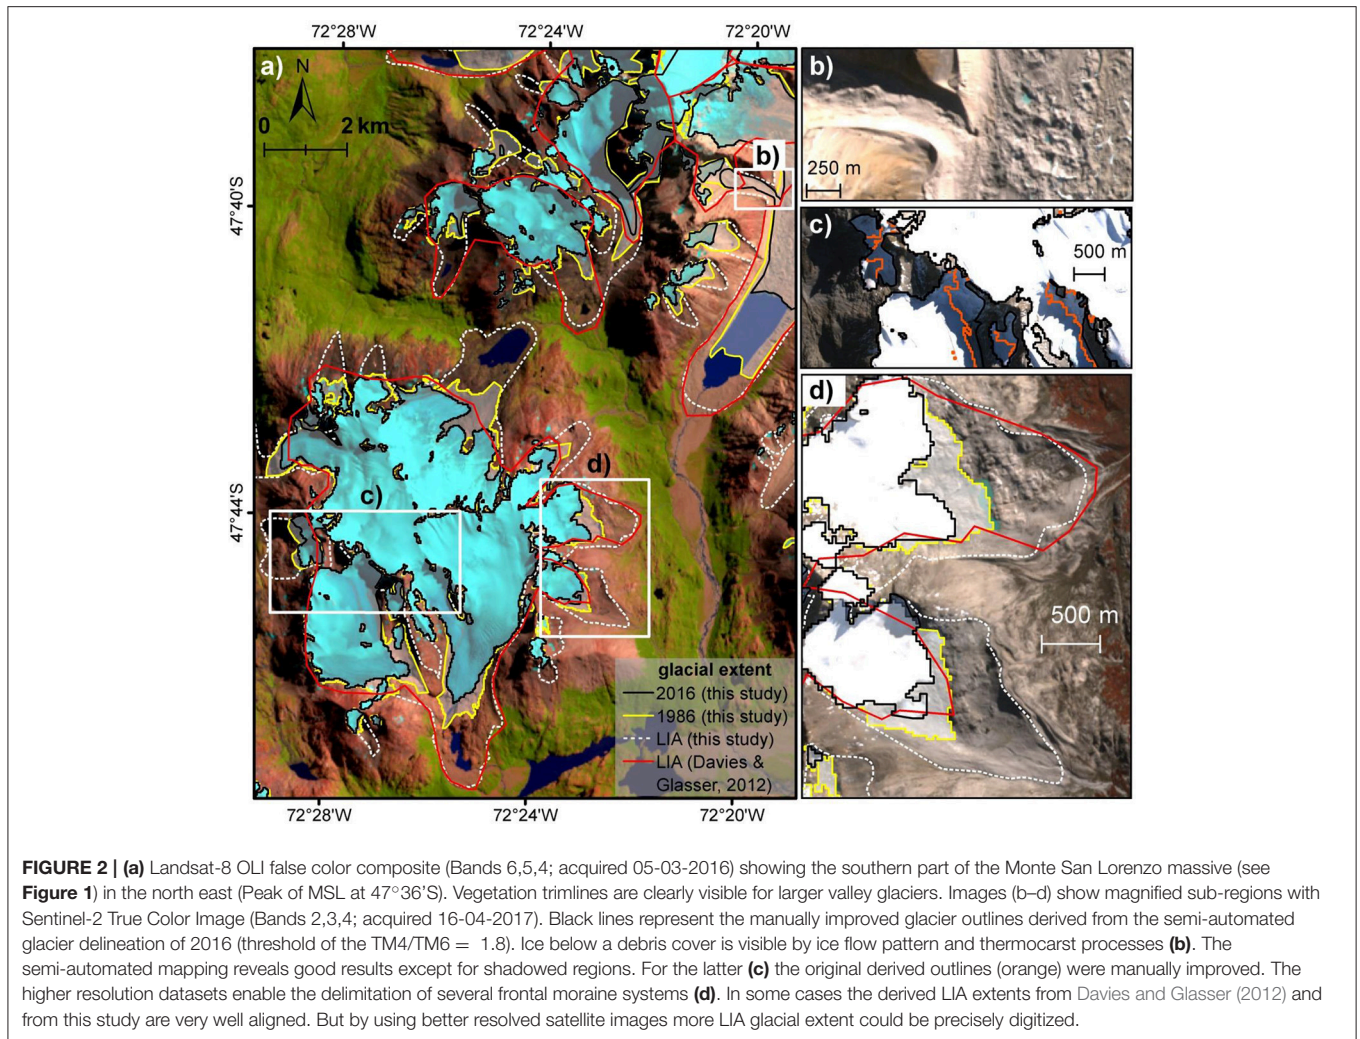 72°28'W
72°24'W
72°20'W
a)
N
0
2 km
b)
47°40'S
47°44'S
c)
d)
glacial extent
2016 (this study)
1986 (this study)
LIA (this study)
LIA (Davies &
Glasser, 2012)
72°28'W
72°24'W
72°20'W
b)
250 m
c)
500 m
d)
500 m
FIGURE 2 | (a) Landsat-8 OLI false color composite (Bands 6,5,4; acquired 05-03-2016) showing the southern part of the Monte San Lorenzo massive (see
Figure 1) in the north east (Peak of MSL at 47°36'S). Vegetation trimlines are clearly visible for larger valley glaciers. Images (b–d) show magnified sub-regions with
Sentinel-2 True Color Image (Bands 2,3,4; acquired 16-04-2017). Black lines represent the manually improved glacier outlines derived from the semi-automated
glacier delineation of 2016 (threshold of the TM4/TM6 = 1.8). Ice below a debris cover is visible by ice flow pattern and thermocarst processes (b). The
semi-automated mapping reveals good results except for shadowed regions. For the latter (c) the original derived outlines (orange) were manually improved. The
higher resolution datasets enable the delimitation of several frontal moraine systems (d). In some cases the derived LIA extents from Davies and Glasser (2012) and
from this study are very well aligned. But by using better resolved satellite images more LIA glacial extent could be precisely digitized.